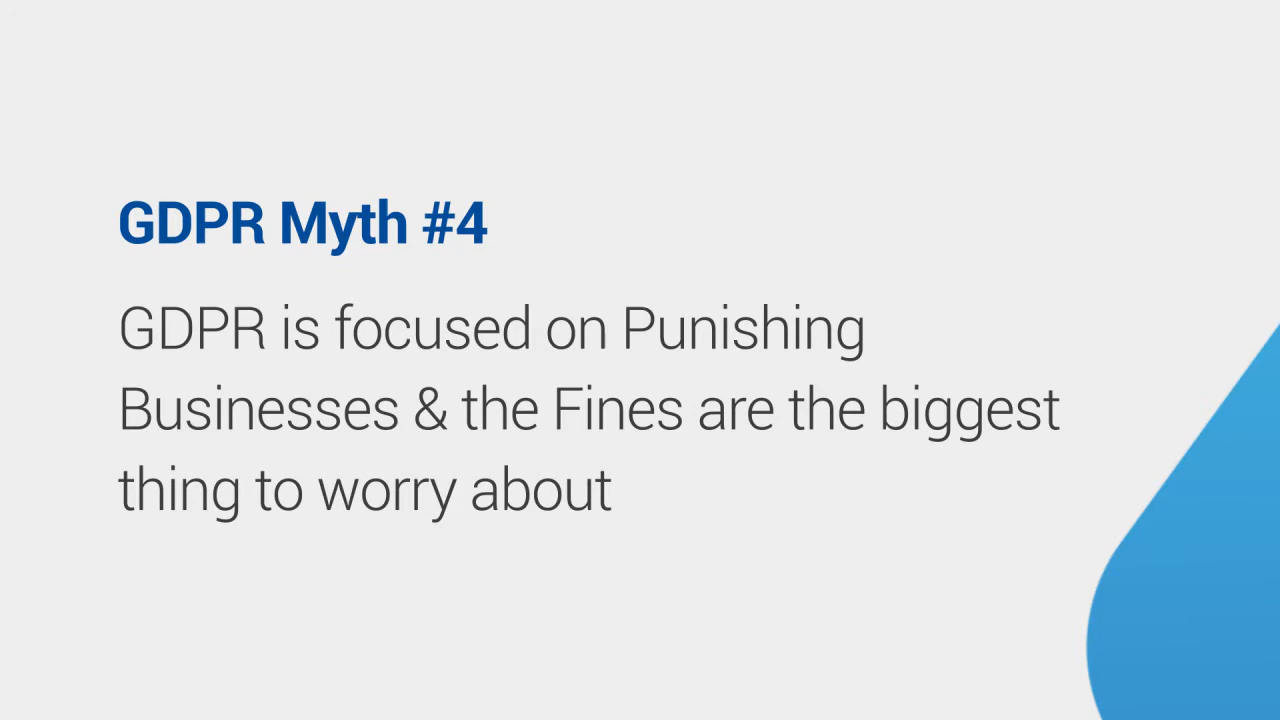 GDPR Myth #4
GDPR is focused on Punishing
Businesses & the Fines are the biggest
thing to worry about